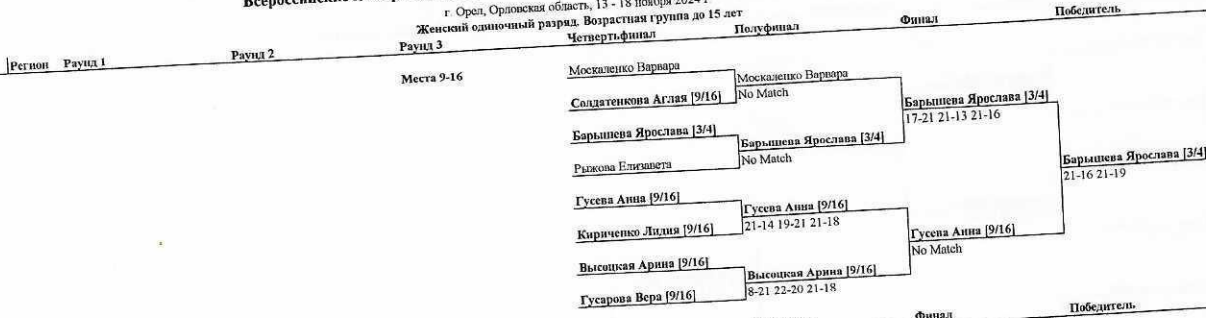 г. Орел, Орловская область, 13 - 18 ноября 2024 г
Женский одиночный разряд. Возрастная группа до 15 лет
Регион Раунд 1 Раунд 2 Раунд 3 Четвертьфинал Полуфинал Финал Победитель
Места 9-16
Москаленко Варвара
Москаленко Варвара
Солдатенкова Аглая [9/16]
No Match
Барышева Ярослава [3/4]
17-21 21-13 21-16
Барышева Ярослава [3/4]
Барышева Ярослава [3/4]
No Match
Рыжова Елизавета
Барышева Ярослава [3/4]
21-16 21-19
Гусева Анна [9/16]
Гусева Анна [9/16]
21-14 19-21 21-18
Кириченко Лидия [9/16]
Гусева Анна [9/16]
No Match
Высоцкая Арина [9/16]
Высоцкая Арина [9/16]
8-21 22-20 21-18
Гусарова Вера [9/16]
Финал Победитель